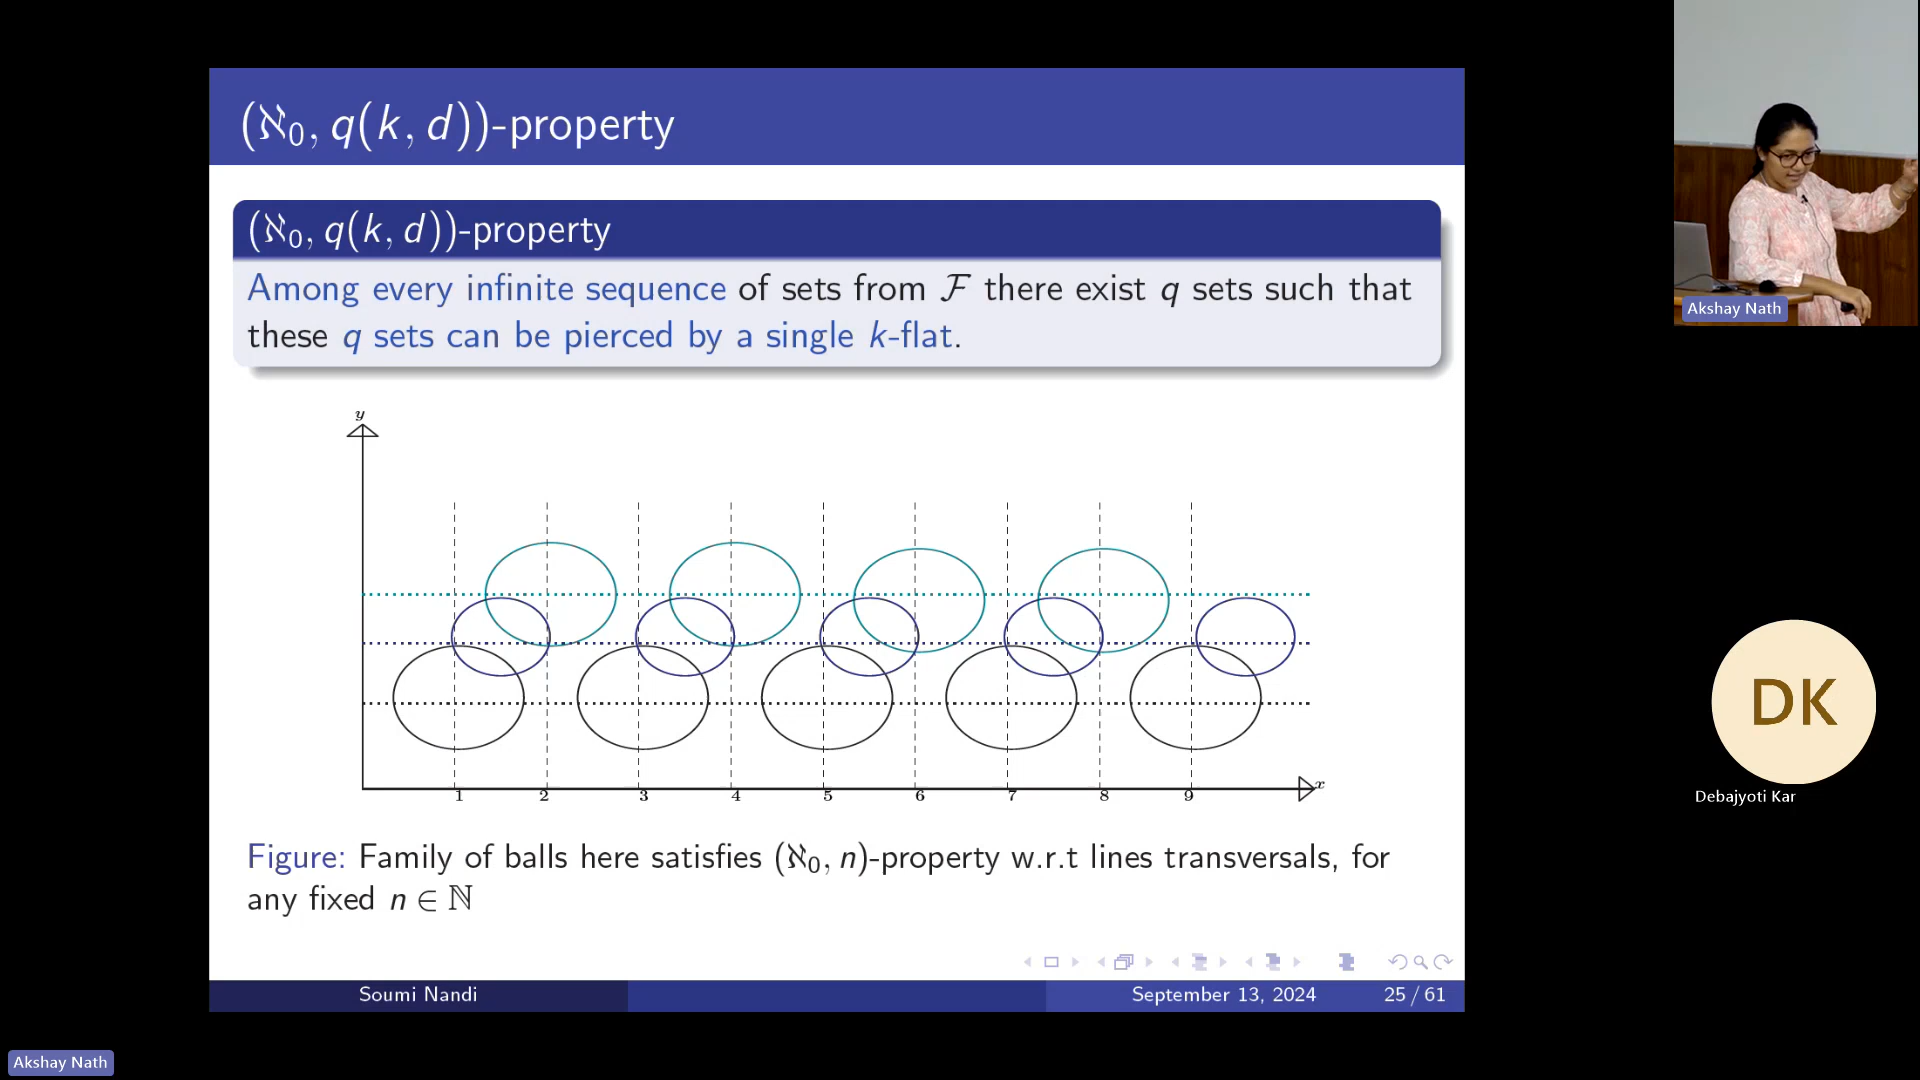 (ℵ₀, q(k, d))-property
(ℵ₀, q(k, d))-property
Among every infinite sequence of sets from ℱ there exist q sets such that
these q sets can be pierced by a single k-flat.
y
x
1 2 3 4 5 6 7 8 9
Figure: Family of balls here satisfies (ℵ₀, n)-property w.r.t lines transversals, for
any fixed n ∈ ℕ
Soumi Nandi September 13, 2024 25 / 61
Akshay Nath
DK
Debajyoti Kar
Akshay Nath